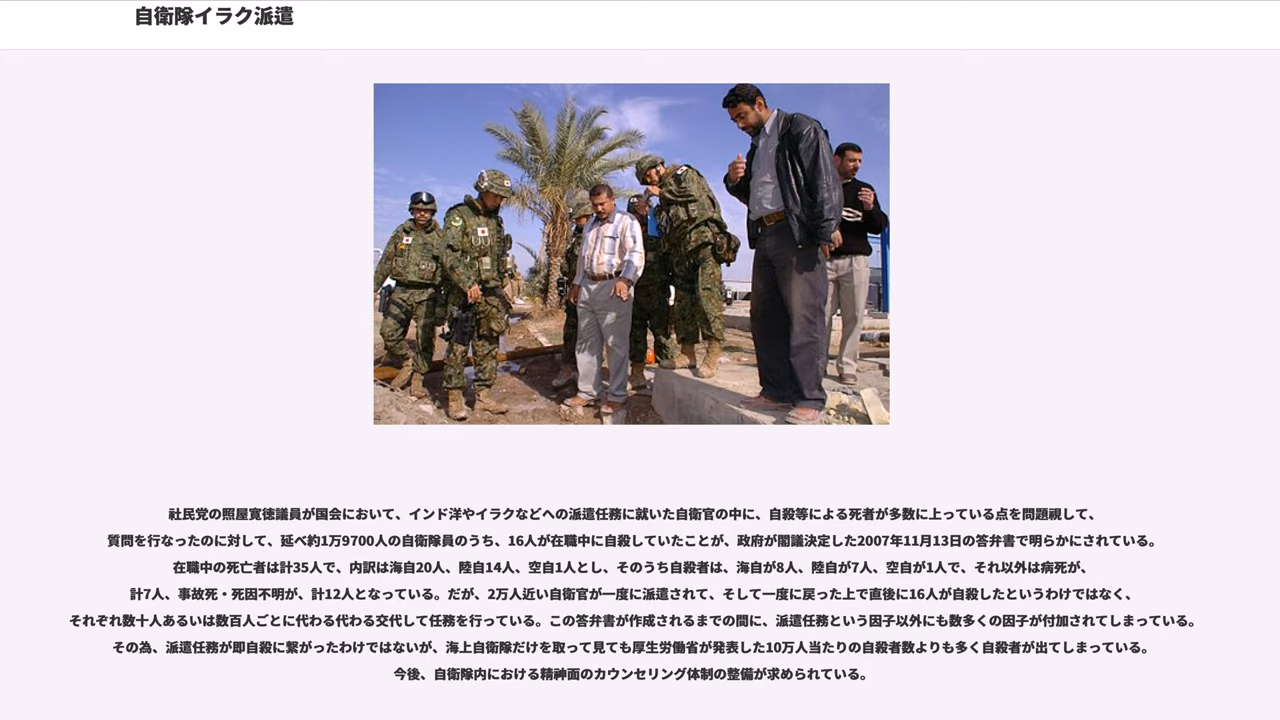 自衛隊イラク派遣
社民党の照屋寛徳議員が国会において、インド洋やイラクなどへの派遣任務に就いた自衛官の中に、自殺等による死者が多数に上っている点を問題視して、
質問を行なったのに対して、延べ約1万9700人の自衛隊員のうち、16人が在職中に自殺していたことが、政府が閣議決定した2007年11月13日の答弁書で明らかにされている。
在職中の死亡者は計35人で、内訳は海自20人、陸自14人、空自1人とし、そのうち自殺者は、海自が8人、陸自が7人、空自が1人で、それ以外は病死が、
計7人、事故死・死因不明が、計12人となっている。だが、2万人近い自衛官が一度に派遣されて、そして一度に戻った上で直後に16人が自殺したというわけではなく、
それぞれ数十人あるいは数百人ごとに代わる代わる交代して任務を行っている。この答弁書が作成されるまでの間に、派遣任務という因子以外にも数多くの因子が付加されてしまっている。
その為、派遣任務が即自殺に繋がったわけではないが、海上自衛隊だけを取って見ても厚生労働省が発表した10万人当たりの自殺者数よりも多く自殺者が出てしまっている。
今後、自衛隊内における精神面のカウンセリング体制の整備が求められている。